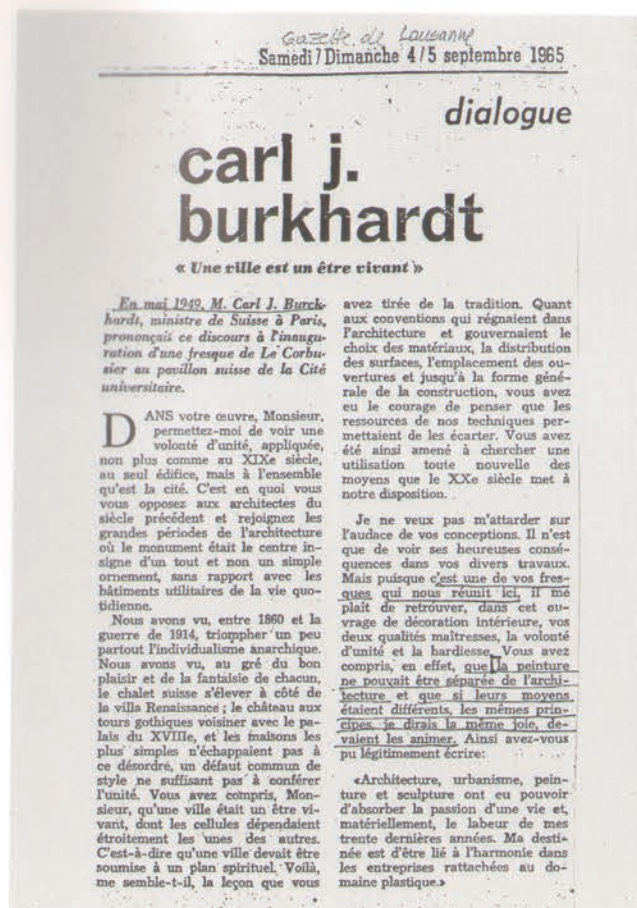 Gazette de Lausanne
Samedi / Dimanche 4/5 septembre 1965
dialogue
carl j.
burkhardt
« Une ville est un être vivant »
En mai 1949, M. Carl J. Burck-
hardt, ministre de Suisse à Paris,
prononçait ce discours à l'inaugu-
ration d'une fresque de Le Corbu-
sier au pavillon suisse de la Cité
universitaire.
DANS votre œuvre, Monsieur,
permettez-moi de voir une
volonté d'unité, appliquée,
non plus comme au XIXe siècle,
au seul édifice, mais à l'ensemble
qu'est la cité. C'est en quoi vous
vous opposez aux architectes du
siècle précédent et rejoignez les
grandes périodes de l'architecture
où le monument était le centre in-
signe d'un tout et non un simple
ornement, sans rapport avec les
bâtiments utilitaires de la vie quo-
tidienne.
Nous avons vu, entre 1860 et la
guerre de 1914, triompher un peu
partout l'individualisme anarchique.
Nous avons vu, au gré du bon
plaisir et de la fantaisie de chacun,
le chalet suisse s'élever à côté de
la villa Renaissance ; le château aux
tours gothiques voisiner avec le pa-
lais du XVIIIe, et les maisons les
plus simples n'échappaient pas à
ce désordre, un défaut commun de
style ne suffisant pas à conférer
l'unité. Vous avez compris, Mon-
sieur, qu'une ville était un être vi-
vant, dont les cellules dépendaient
étroitement les unes des autres.
C'est-à-dire qu'une ville devait être
soumise à un plan spirituel. Voilà,
me semble-t-il, la leçon que vous
avez tirée de la tradition. Quant
aux conventions qui régnaient dans
l'architecture et gouvernaient le
choix des matériaux, la distribution
des surfaces, l'emplacement des ou-
vertures et jusqu'à la forme géné-
rale de la construction, vous avez
eu le courage de penser que les
ressources de nos techniques per-
mettaient de les écarter. Vous avez
été ainsi amené à chercher une
utilisation toute nouvelle des
moyens que le XXe siècle met à
notre disposition.
Je ne veux pas m'attarder sur
l'audace de vos conceptions. Il n'est
que de voir ses heureuses consé-
quences dans vos divers travaux.
Mais puisque c'est une de vos fres-
ques qui nous réunit ici, il me
plaît de retrouver, dans cet ou-
vrage de décoration intérieure, vos
deux qualités maîtresses, la volonté
d'unité et la hardiesse. Vous avez
compris, en effet, que la peinture
ne pouvait être séparée de l'archi-
tecture et que si leurs moyens
étaient différents, les mêmes prin-
cipes, je dirais la même joie, de-
vaient les animer. Ainsi avez-vous
pu légitimement écrire:
«Architecture, urbanisme, pein-
ture et sculpture ont eu pouvoir
d'absorber la passion d'une vie et,
matériellement, le labeur de mes
trente dernières années. Ma desti-
née est d'être lié à l'harmonie dans
les entreprises rattachées au do-
maine plastique.»